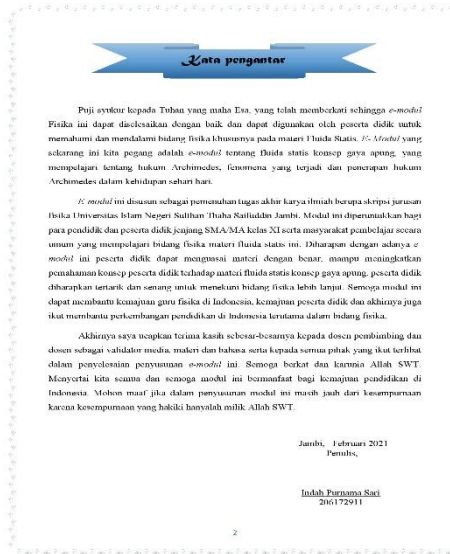 Kata pengantar
Puji syukur kepada Tuhan yang maha Esa, yang telah memberkati sehingga e-modul
Fisika ini dapat diselesaikan dengan baik dan dapat digunakan oleh peserta didik untuk
memahami dan mendalami bidang fisika khususnya pada materi Fluida Statis. E- Modul yang
sekarang ini kita pegang adalah e-modul tentang fluida statis konsep gaya apung, yang
mempelajari tentang hukum Archimedes, fenomena yang terjadi dan penerapan hukum
Archimedes dalam kehidupan sehari hari.
E-modul ini disusun sebagai pemenuhan tugas akhir karya ilmiah berupa skripsi jurusan
fisika Universitas Islam Negeri Sulthan Thaha Saifuddin Jambi. Modul ini diperuntukkan bagi
para pendidik dan peserta didik jenjang SMA/MA kelas XI serta masyarakat pembelajar secara
umum yang mempelajari bidang fisika materi fluida statis ini. Diharapan dengan adanya e-
modul ini peserta didik dapat menguasai materi dengan benar, mampu meningkatkan
pemahaman konsep peserta didik terhadap materi fluida statis konsep gaya apung, peserta didik
diharapkan tertarik dan senang untuk menekuni bidang fisika lebih lanjut. Semoga modul ini
dapat membantu kemajuan guru fisika di Indonesia, kemajuan peserta didik dan akhirnya juga
ikut membantu perkembangan pendidikan di Indonesia terutama dalam bidang fisika.
Akhirnya saya ucapkan terima kasih sebesar-besarnya kepada dosen pembimbing dan
dosen sebagai validator media, materi dan bahasa serta kepada semua pihak yang ikut terlibat
dalam penyelesaian penyusunan e-modul ini. Semoga berkat dan karunia Allah SWT.
Menyertai kita semua dan semoga modul ini bermanfaat bagi kemajuan pendidikan di
Indonesia. Mohon maaf jika dalam penyusunan modul ini masih jauh dari kesempurnaan
karena kesempurnaan yang hakiki hanyalah milik Allah SWT.
Jambi, Februari 2021
Penulis,
Indah Purnama Sari
206172911
2